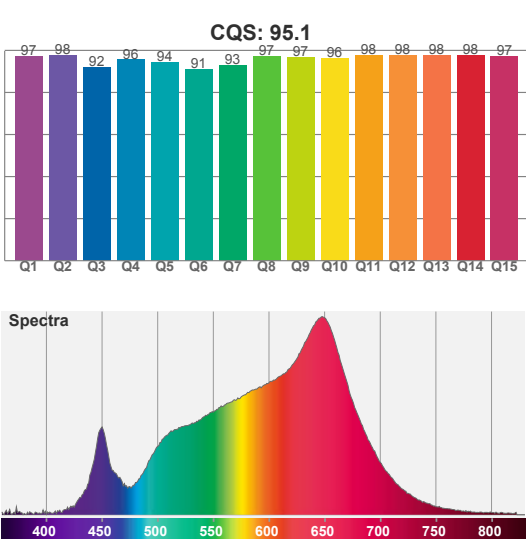 CQS: 95.1
97 98 92 96 94 91 93 97 97 96 98 98 98 98 97
Q1 Q2 Q3 Q4 Q5 Q6 Q7 Q8 Q9 Q10 Q11 Q12 Q13 Q14 Q15
Spectra
400 450 500 550 600 650 700 750 800